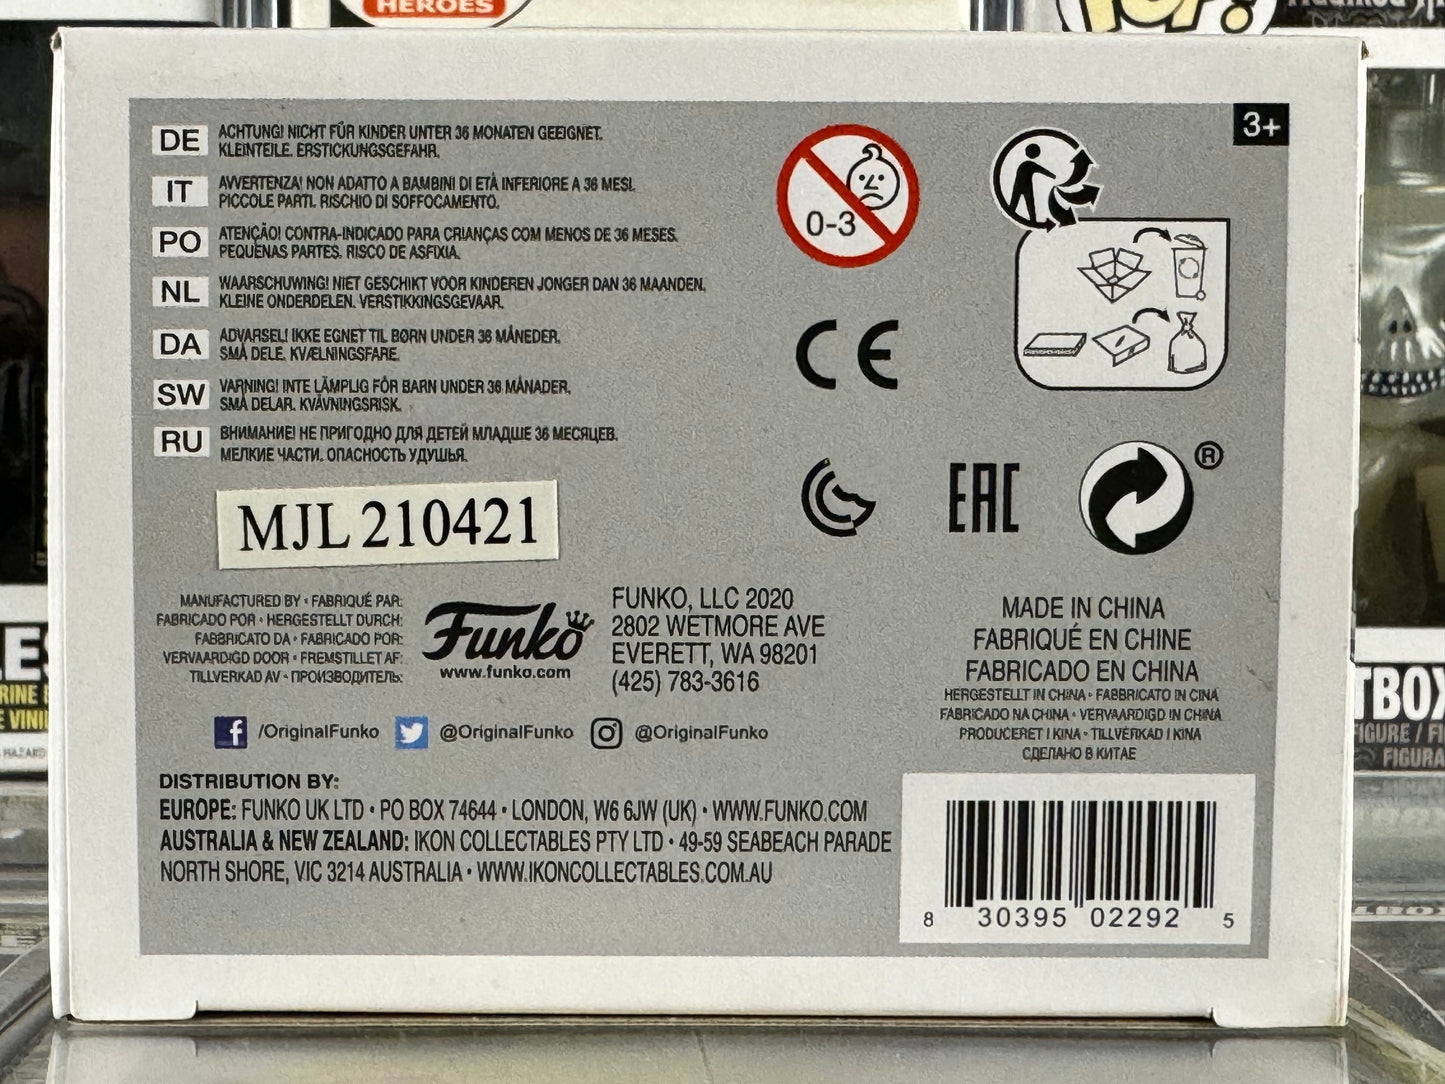 HEROES
POP!
3+
DE ACHTUNG! NICHT FÜR KINDER UNTER 36 MONATEN GEEIGNET.
KLEINTEILE. ERSTICKUNGSGEFAHR.
IT AVVERTENZA! NON ADATTO A BAMBINI DI ETÀ INFERIORE A 36 MESI.
PICCOLE PARTI. RISCHIO DI SOFFOCAMENTO.
PO ATENÇÃO! CONTRA-INDICADO PARA CRIANÇAS COM MENOS DE 36 MESES.
PEQUENAS PARTES. RISCO DE ASFIXIA.
NL WAARSCHUWING! NIET GESCHIKT VOOR KINDEREN JONGER DAN 36 MAANDEN.
KLEINE ONDERDELEN. VERSTIKKINGSGEVAAR.
DA ADVARSEL! IKKE EGNET TIL BØRN UNDER 36 MÅNEDER.
SMÅ DELE. KVÆLNINGSFARE.
SW VARNING! INTE LÄMPLIG FÖR BARN UNDER 36 MÅNADER.
SMÅ DELAR. KVÄVNINGSRISK.
RU ВНИМАНИЕ! НЕ ПРИГОДНО ДЛЯ ДЕТЕЙ МЛАДШЕ 36 МЕСЯЦЕВ.
МЕЛКИЕ ЧАСТИ. ОПАСНОСТЬ УДУШЬЯ.
0-3
CE
EAC
®
MJL 210421
MANUFACTURED BY • FABRIQUÉ PAR:
FABRICADO POR • HERGESTELLT DURCH:
FABBRICATO DA • FABRICADO POR:
VERVAARDIGD DOOR • FREMSTILLET AF:
TILLVERKAD AV • ПРОИЗВОДИТЕЛЬ:
Funko
www.funko.com
FUNKO, LLC 2020
2802 WETMORE AVE
EVERETT, WA 98201
(425) 783-3616
MADE IN CHINA
FABRIQUÉ EN CHINE
FABRICADO EN CHINA
HERGESTELLT IN CHINA • FABBRICATO IN CINA
FABRICADO NA CHINA • VERVAARDIGD IN CHINA
PRODUCERET I KINA • TILLVERKAD I KINA
СДЕЛАНО В КИТАЕ
/OriginalFunko @OriginalFunko @OriginalFunko
DISTRIBUTION BY:
EUROPE: FUNKO UK LTD • PO BOX 74644 • LONDON, W6 6JW (UK) • WWW.FUNKO.COM
AUSTRALIA & NEW ZEALAND: IKON COLLECTABLES PTY LTD • 49-59 SEABEACH PARADE
NORTH SHORE, VIC 3214 AUSTRALIA • WWW.IKONCOLLECTABLES.COM.AU
8 30395 02292 5